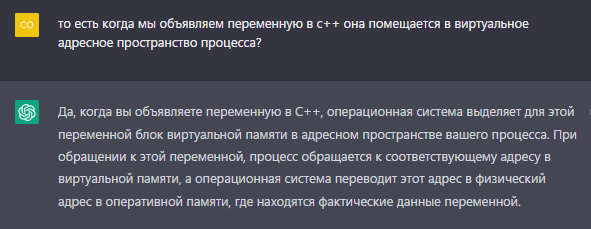 CO
то есть когда мы объявляем переменную в с++ она помещается в виртуальное
адресное пространство процесса?
Да, когда вы объявляете переменную в C++, операционная система выделяет для этой
переменной блок виртуальной памяти в адресном пространстве вашего процесса. При
обращении к этой переменной, процесс обращается к соответствующему адресу в
виртуальной памяти, а операционная система переводит этот адрес в физический
адрес в оперативной памяти, где находятся фактические данные переменной.